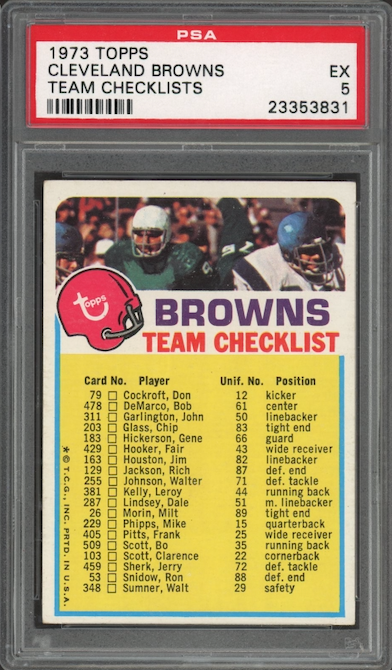 PSA
1973 TOPPS
CLEVELAND BROWNS EX
TEAM CHECKLISTS 5
23353831
Topps
BROWNS
TEAM CHECKLIST
Card No. Player Unif. No. Position
79 Cockroft, Don 12 kicker
478 DeMarco, Bob 61 center
311 Garlington, John 50 linebacker
203 Glass, Chip 83 tight end
183 Hickerson, Gene 66 guard
429 Hooker, Fair 43 wide receiver
163 Houston, Jim 82 linebacker
129 Jackson, Rich 87 def. end
255 Johnson, Walter 71 def. tackle
381 Kelly, Leroy 44 running back
287 Lindsey, Dale 51 m. linebacker
26 Morin, Milt 89 tight end
229 Phipps, Mike 15 quarterback
405 Pitts, Frank 25 wide receiver
509 Scott, Bo 35 running back
103 Scott, Clarence 22 cornerback
459 Sherk, Jerry 72 def. tackle
53 Snidow, Ron 88 def. end
348 Sumner, Walt 29 safety
* © T.C.G., INC. PRTD. IN U.S.A.